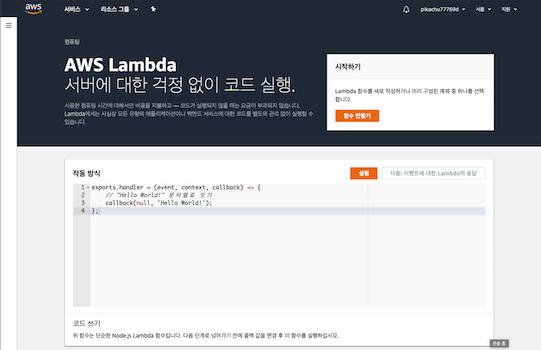 aws
서비스
리소스 그룹
pikachu77769d
서울
지원
컴퓨팅
AWS Lambda
서버에 대한 걱정 없이 코드 실행.
사용한 컴퓨팅 시간에 대해서만 비용을 지불하고 — 코드가 실행되지 않을 때는 요금이 부과되지 않습니다.
Lambda에서는 사실상 모든 유형의 애플리케이션이나 백엔드 서비스에 대한 코드를 별도의 관리 없이 실행할 수
있습니다.
시작하기
Lambda 함수를 새로 작성하거나 미리 구성된 예제 중 하나를 선택
합니다.
함수 만들기
작동 방식
실행
다음: 이벤트에 대한 Lambda의 응답
1 exports.handler = (event, context, callback) => {
2 // "Hello World!" 문자열로 잇기
3 callback(null, 'Hello World!');
4 };
코드 쓰기
위 함수는 단순한 Node.js Lambda 함수입니다. 다음 단계로 넘어가기 전에 콜백 값을 변경 후 이 함수를 실행하십시오.
콘솔 홈